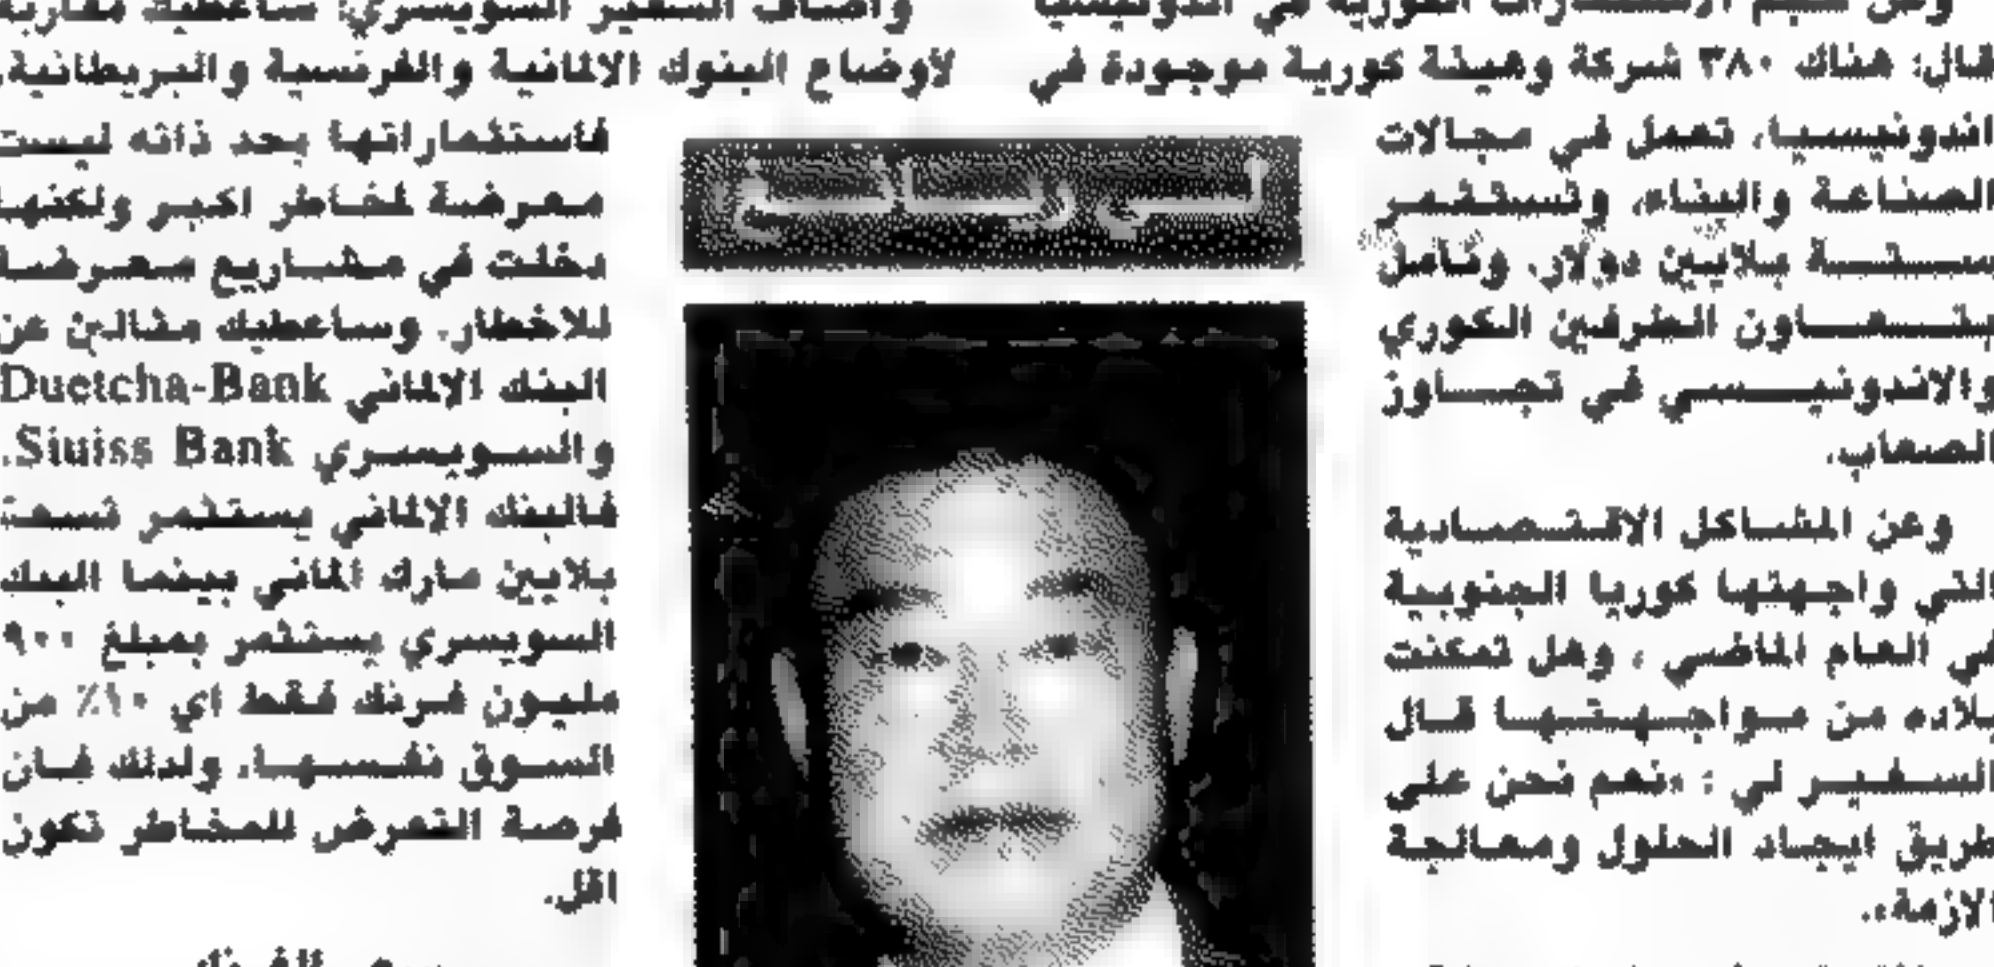 وعن حجم الاستثمارات الكورية في اندونيسيا
قال: هناك ٣٨٠ شركة وهيئة كورية موجودة في
اندونيسيا، تعمل في مجالات
الصناعة والبناء، وتستثمر
ستة بلايين دولار، ونامل
بتعاون الطرفين الكوري
والاندونيسي في تجاوز
الصعاب.
وعن المشاكل الاقتصادية
التي واجهتها كوريا الجنوبية
في العام الماضي ، وهل تمكنت
بلاده من مواجهتها قال
السفير لي : «نعم نحن على
طريق ايجاد الحلول ومعالجة
الازمة».
لي
واضاف السفير السويسري: ساعطيك مقاربة
لاوضاع البنوك الالمانية والفرنسية والبريطانية،
فاستثماراتها بحد ذاته ليست
معرضة لمخاطر اكبر ولكنها
دخلت في مشاريع معرضة
للاخطار. وساعطيك مثالين عن
البنك الالماني Duetcha-Bank
والسويسري Siuiss Bank.
فالبنك الالماني يستثمر تسعة
بلايين مارك الماني بينما البنك
السويسري يستثمر بمبلغ ٩٠٠
مليون فرنك فقط اي ١٠٪ من
السوق نفسها. ولذلك فان
فرصة التعرض للمخاطر تكون
اقل.